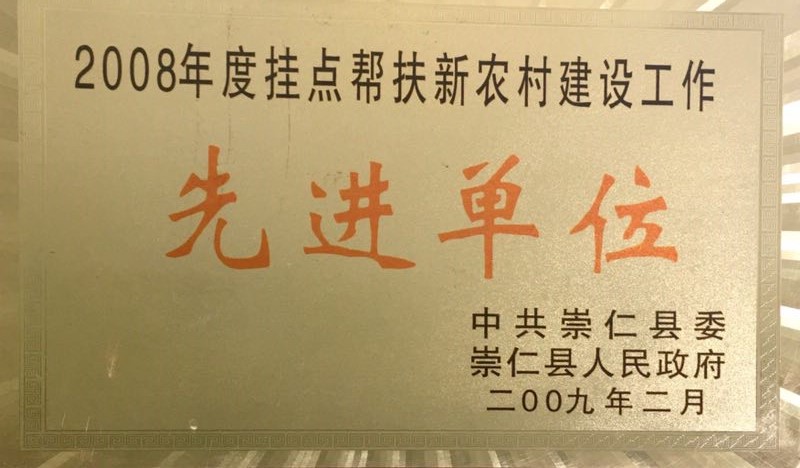 2008年度挂点帮扶新农村建设工作
先进单位
中共崇仁县委
崇仁县人民政府
二00九年二月